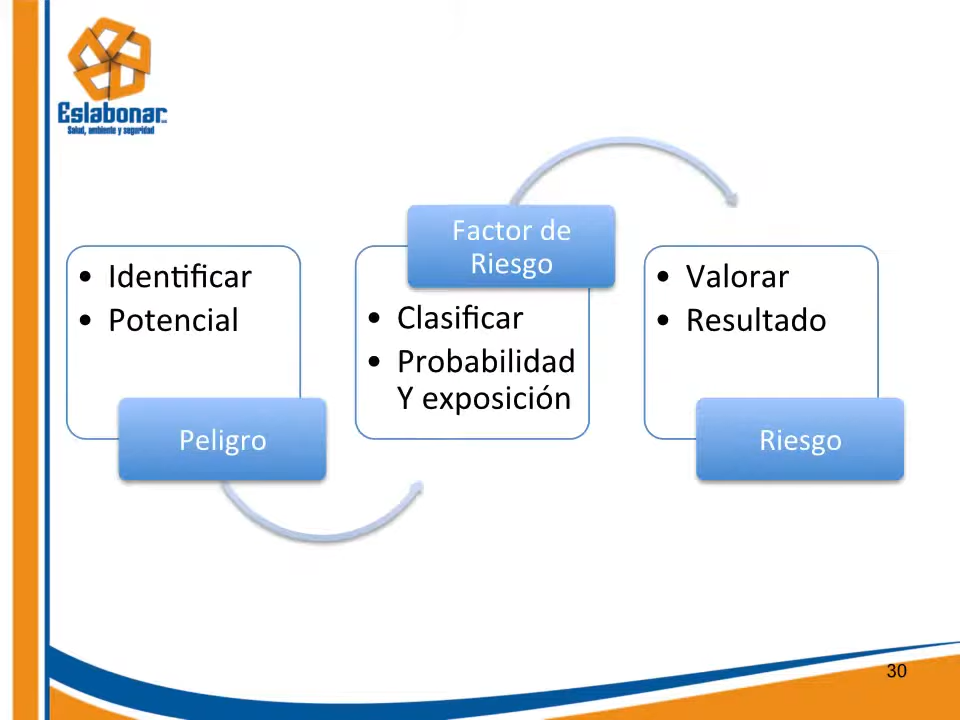 Eslabonar
Salud, ambiente y seguridad
• Identificar
• Potencial
Peligro
Factor de
Riesgo
• Clasificar
• Probabilidad
Y exposición
• Valorar
• Resultado
Riesgo
30